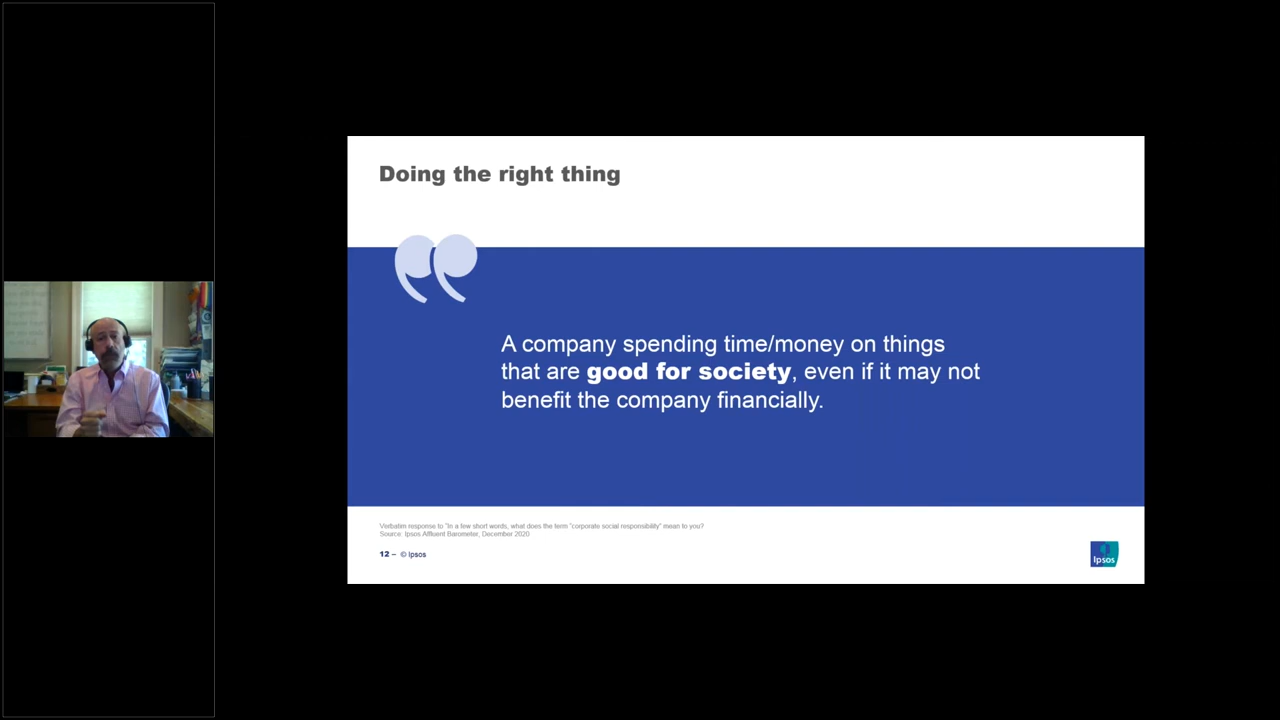 Doing the right thing
A company spending time/money on things
that are good for society, even if it may not
benefit the company financially.
Verbatim response to "In a few short words, what does the term "corporate social responsibility" mean to you?
Source: Ipsos Affluent Barometer, December 2020
12 – © Ipsos
Ipsos